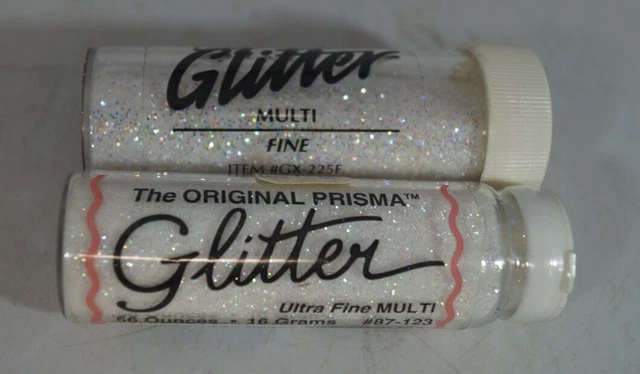 Glitter
MULTI
FINE
ITEM #GX-225F
The ORIGINAL PRISMA™
Glitter
Ultra Fine MULTI
56 Ounces • 16 Grams #87-123